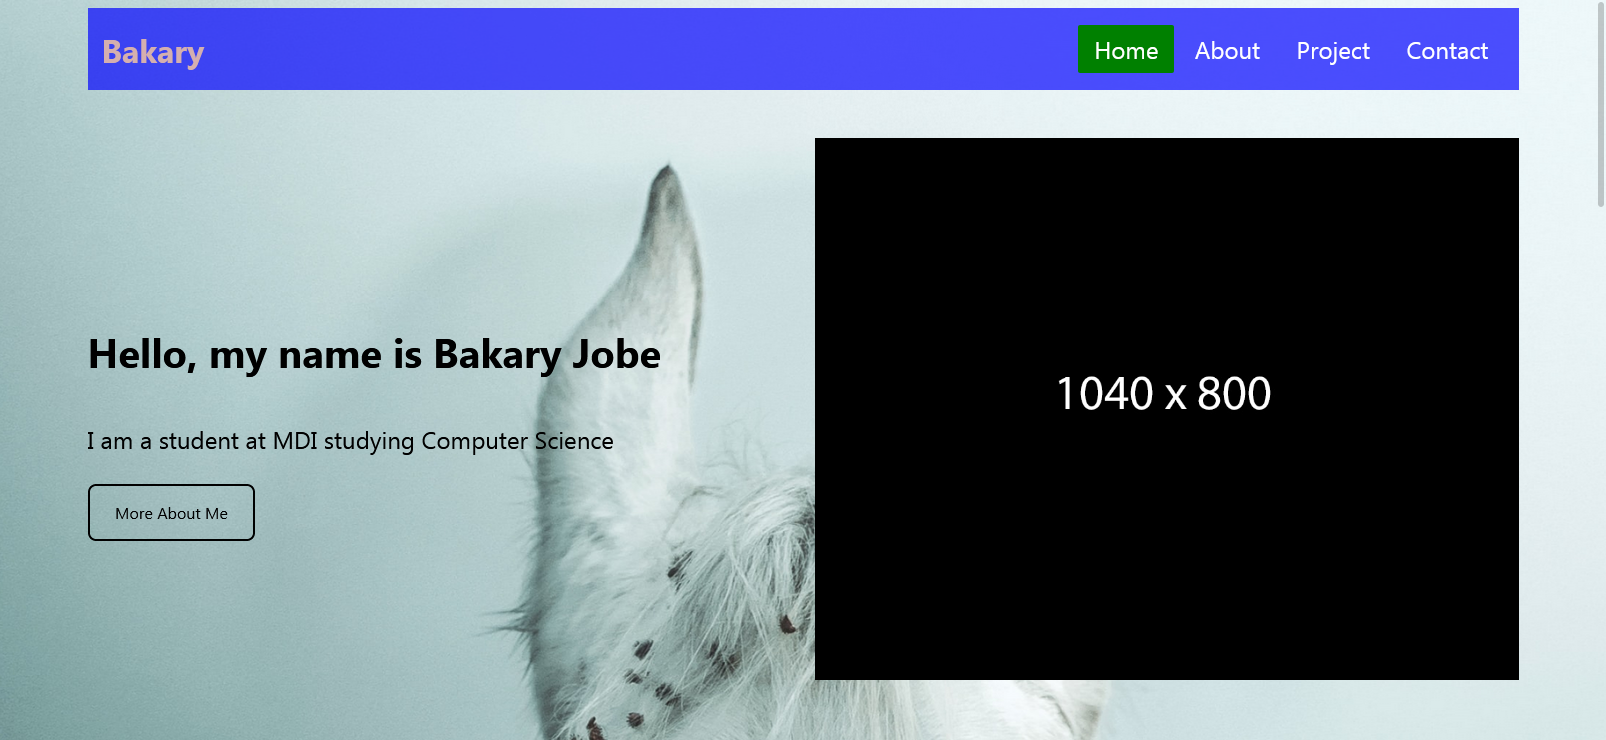 Bakary
Home About Project Contact
Hello, my name is Bakary Jobe
I am a student at MDI studying Computer Science
More About Me
1040 x 800